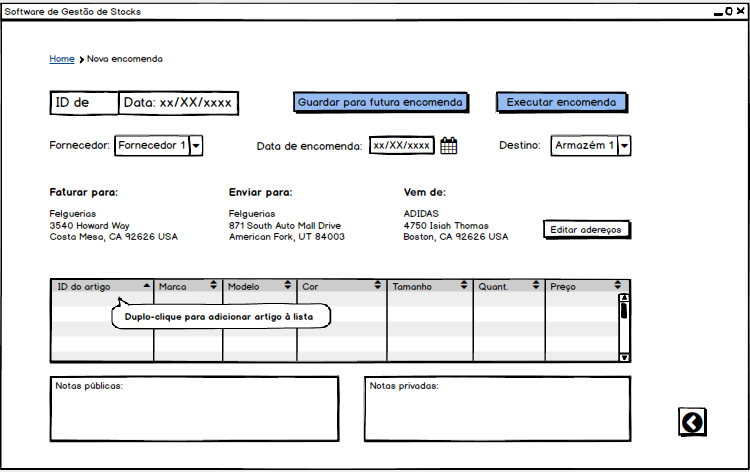 Software de Gestão de Stocks
Home > Nova encomenda
ID de
Data: xx/XX/xxxx
Guardar para futura encomenda
Executar encomenda
Fornecedor: Fornecedor 1
Data de encomenda: xx/XX/xxxx
Destino: Armazém 1
Faturar para:
Felguerias
3540 Howard Way
Costa Mesa, CA 92626 USA
Enviar para:
Felguerias
871 South Auto Mall Drive
American Fork, UT 84003
Vem de:
ADIDAS
4750 Isiah Thomas
Boston, CA 92626 USA
Editar adereços
ID do artigo Marca Modelo Cor Tamanho Quant. Preço
Duplo-clique para adicionar artigo à lista
Notas públicas:
Notas privadas: